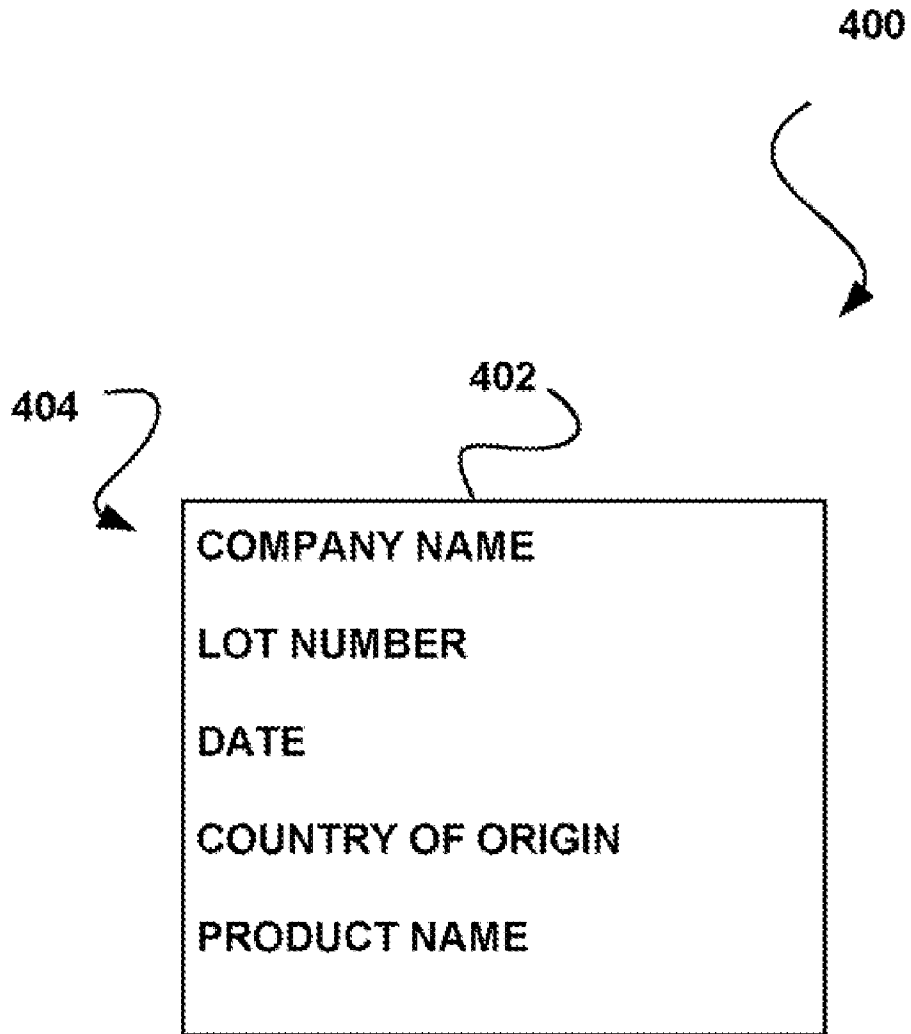 400
402
404
COMPANY NAME
LOT NUMBER
DATE
COUNTRY OF ORIGIN
PRODUCT NAME